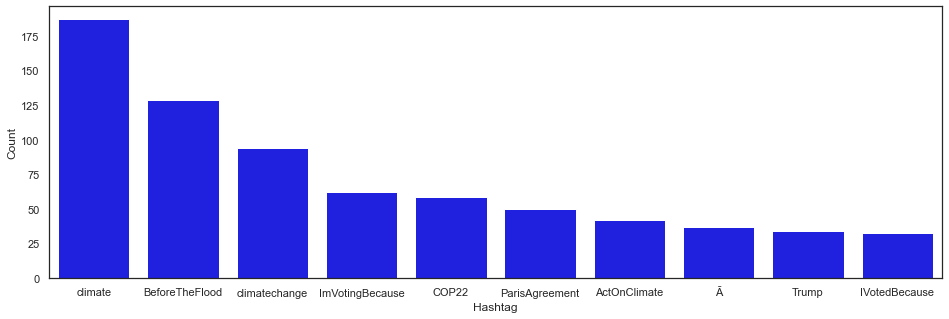 175
150
125
100
75
50
25
0
Count
climate BeforeTheFlood climatechange ImVotingBecause COP22 ParisAgreement ActOnClimate Ã Trump IVotedBecause
Hashtag